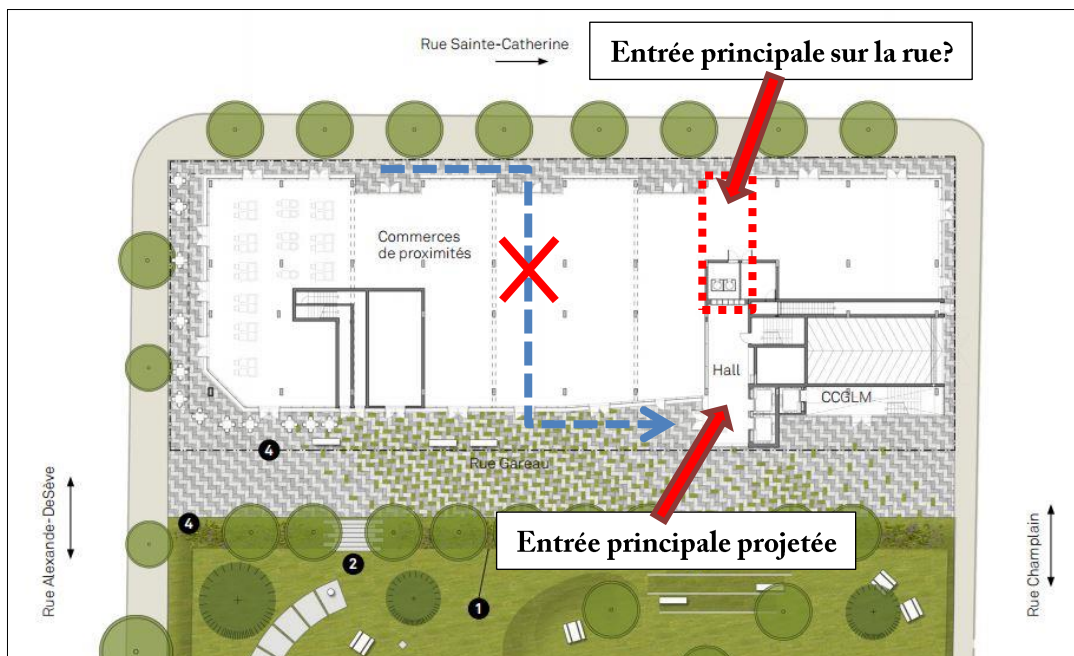 Rue Sainte-Catherine
Entrée principale sur la rue?
Commerces
de proximités
Hall
CCGLM
4
Rue Gareau
Rue Alexandre-DeSève
4
Entrée principale projetée
2
1
Rue Champlain